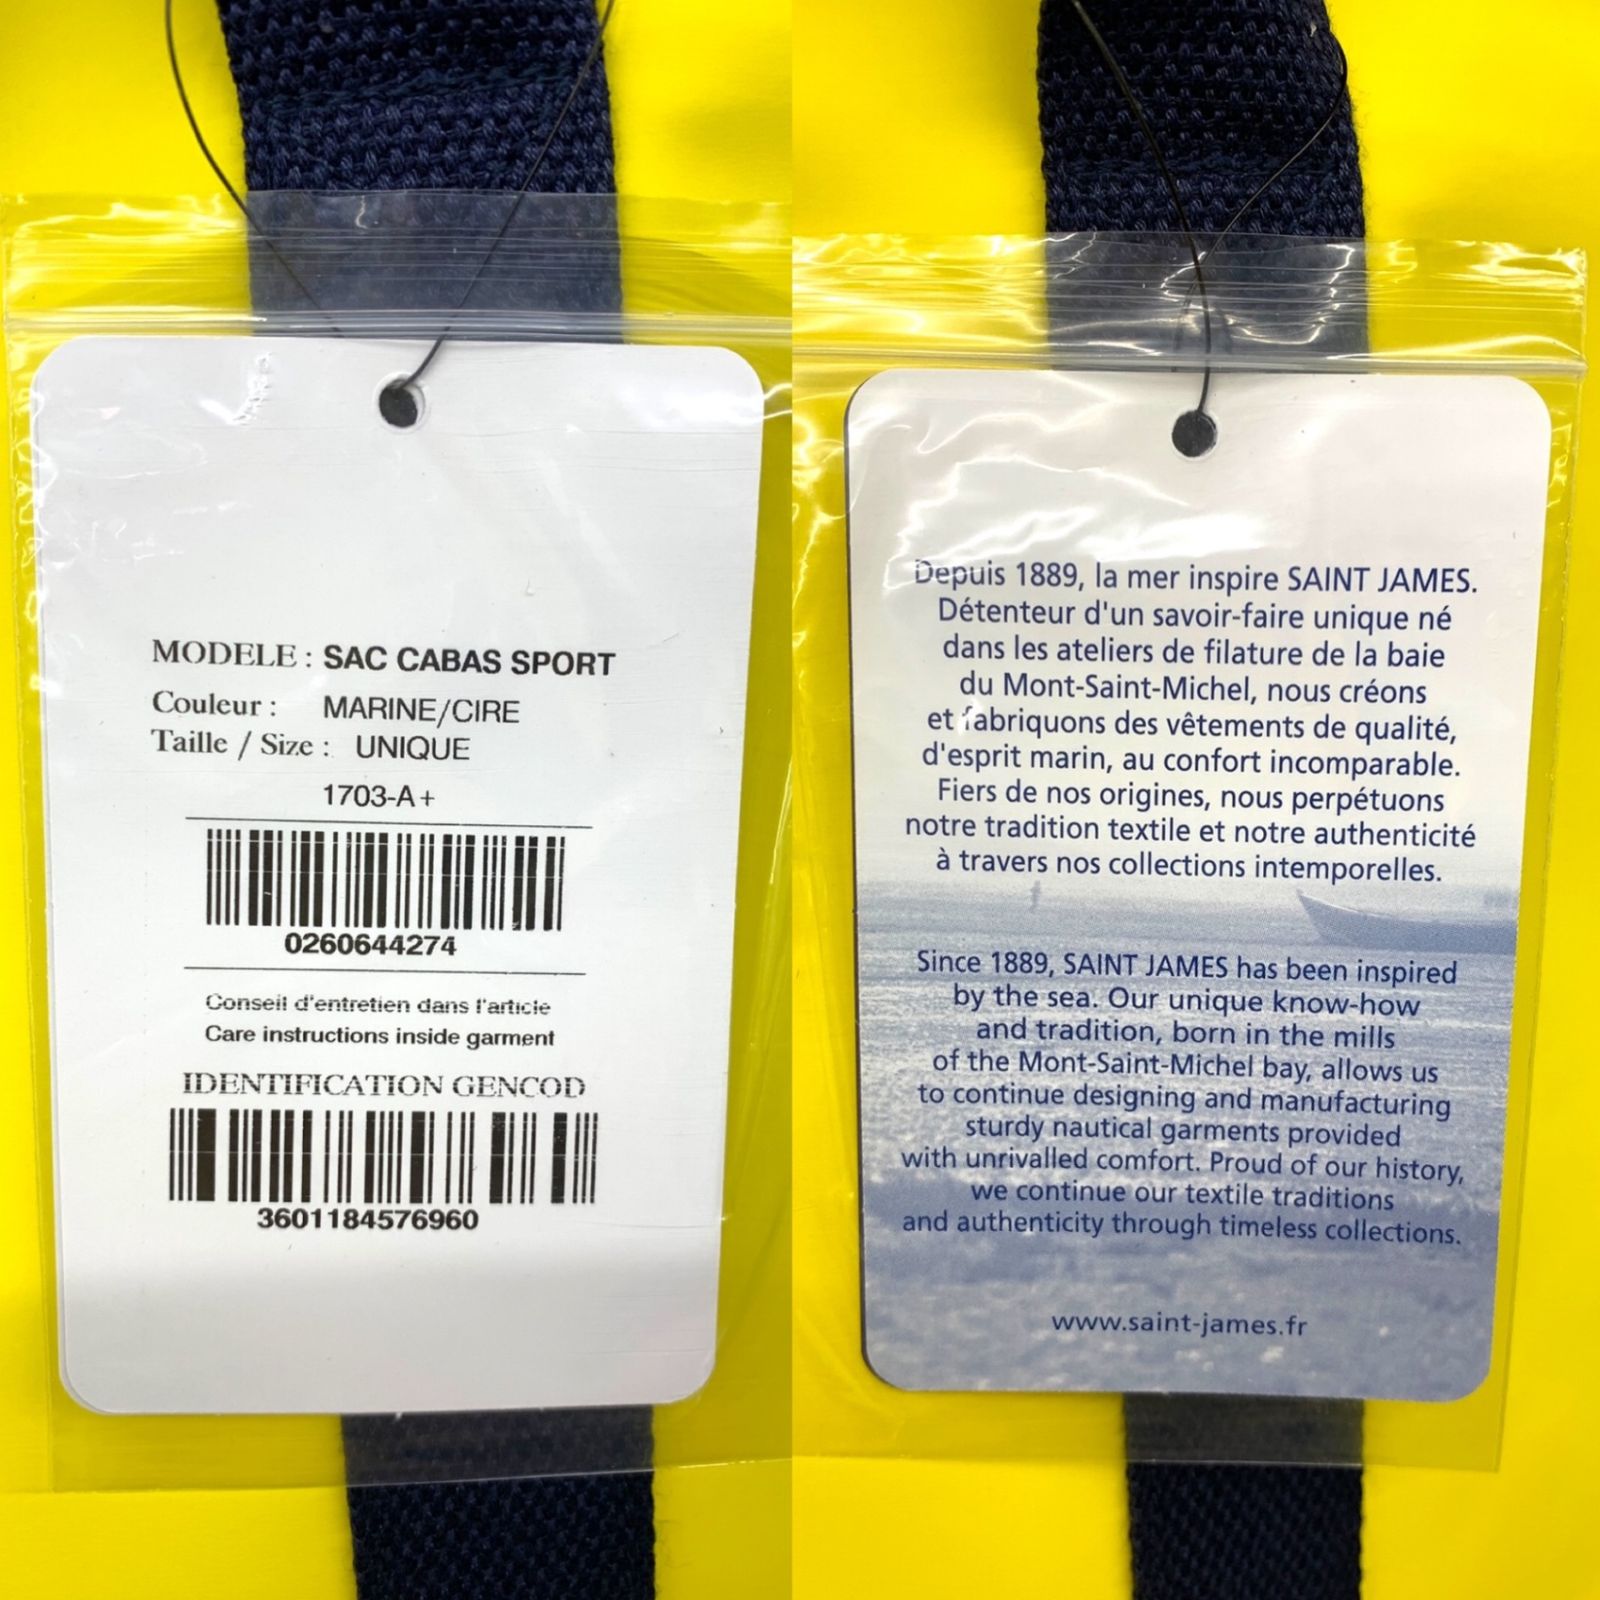 MODELE : SAC CABAS SPORT
Couleur : MARINE/CIRE
Taille / Size : UNIQUE
1703-A+
0260644274
Conseil d'entretien dans l'article
Care instructions inside garment
IDENTIFICATION GENCOD
3601184576960
Depuis 1889, la mer inspire SAINT JAMES.
Détenteur d'un savoir-faire unique né
dans les ateliers de filature de la baie
du Mont-Saint-Michel, nous créons
et fabriquons des vêtements de qualité,
d'esprit marin, au confort incomparable.
Fiers de nos origines, nous perpétuons
notre tradition textile et notre authenticité
à travers nos collections intemporelles.
Since 1889, SAINT JAMES has been inspired
by the sea. Our unique know-how
and tradition, born in the mills
of the Mont-Saint-Michel bay, allows us
to continue designing and manufacturing
sturdy nautical garments provided
with unrivalled comfort. Proud of our history,
we continue our textile traditions
and authenticity through timeless collections.
www.saint-james.fr